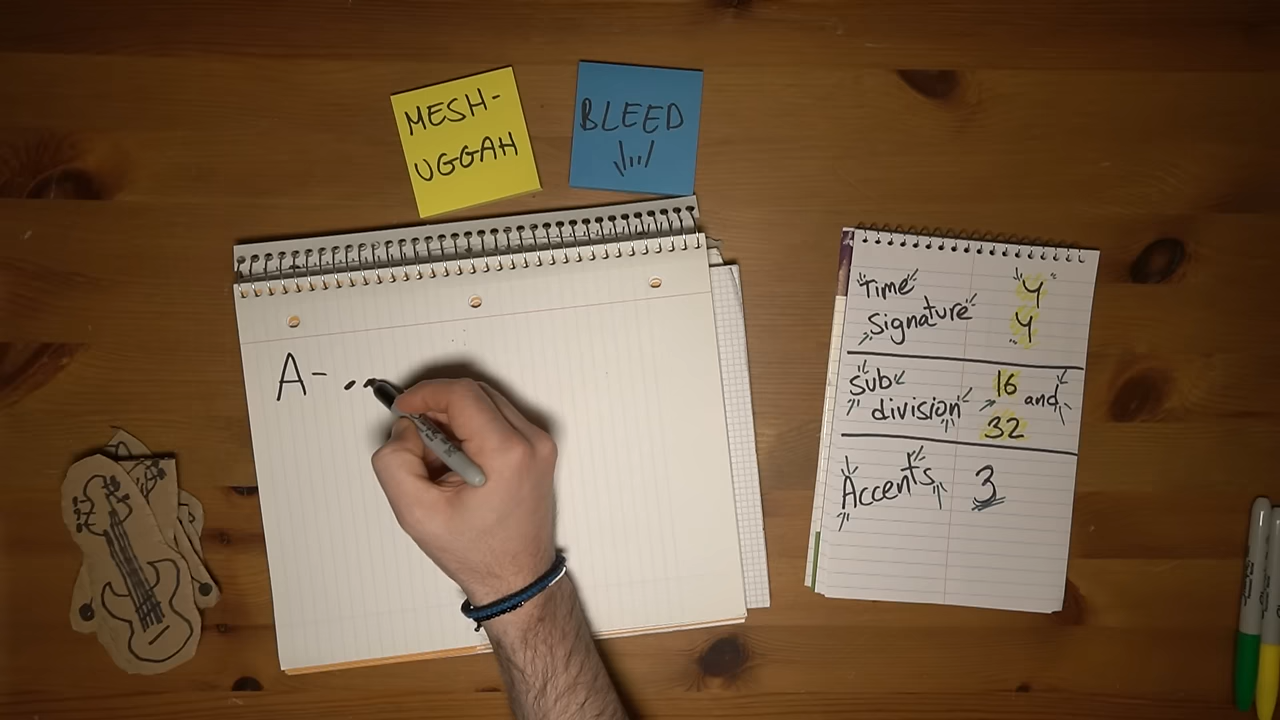 MESH-
UGGAH
BLEED
A-
Time
Signature
4
4
Sub
division
16 and
32
Accents
3